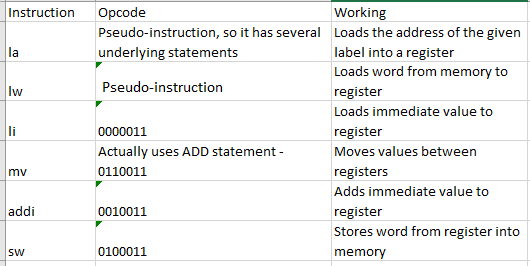 Instruction Opcode Working
Pseudo-instruction, so it has several Loads the address of the given
la underlying statements label into a register
Loads word from memory to
lw Pseudo-instruction register
Loads immediate value to
li 0000011 register
Actually uses ADD statement - Moves values between
mv 0110011 registers
Adds immediate value to
addi 0010011 register
Stores word from register into
sw 0100011 memory